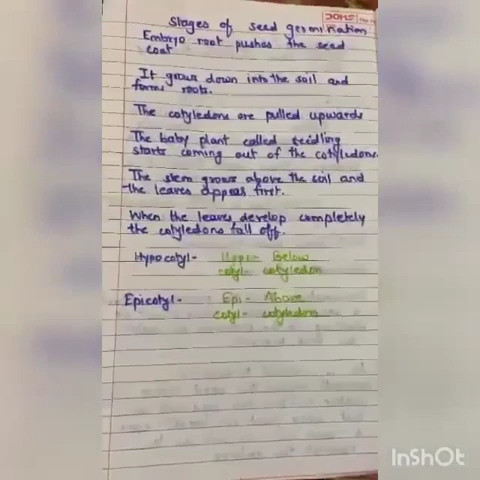 Stages of seed germination
Embryo root pushes the seed
coat
It grows down into the soil and
forms roots.
The cotyledons are pulled upwards
The baby plant called seedling
starts coming out of the cotyledons.
The stem grows above the soil and
the leaves appear first.
When the leaves develop completely
the cotyledons fall off.
Hypocotyl- Hypo- Below
cotyl- cotyledon
Epicotyl- Epi- Above
cotyl- cotyledons
InShOt